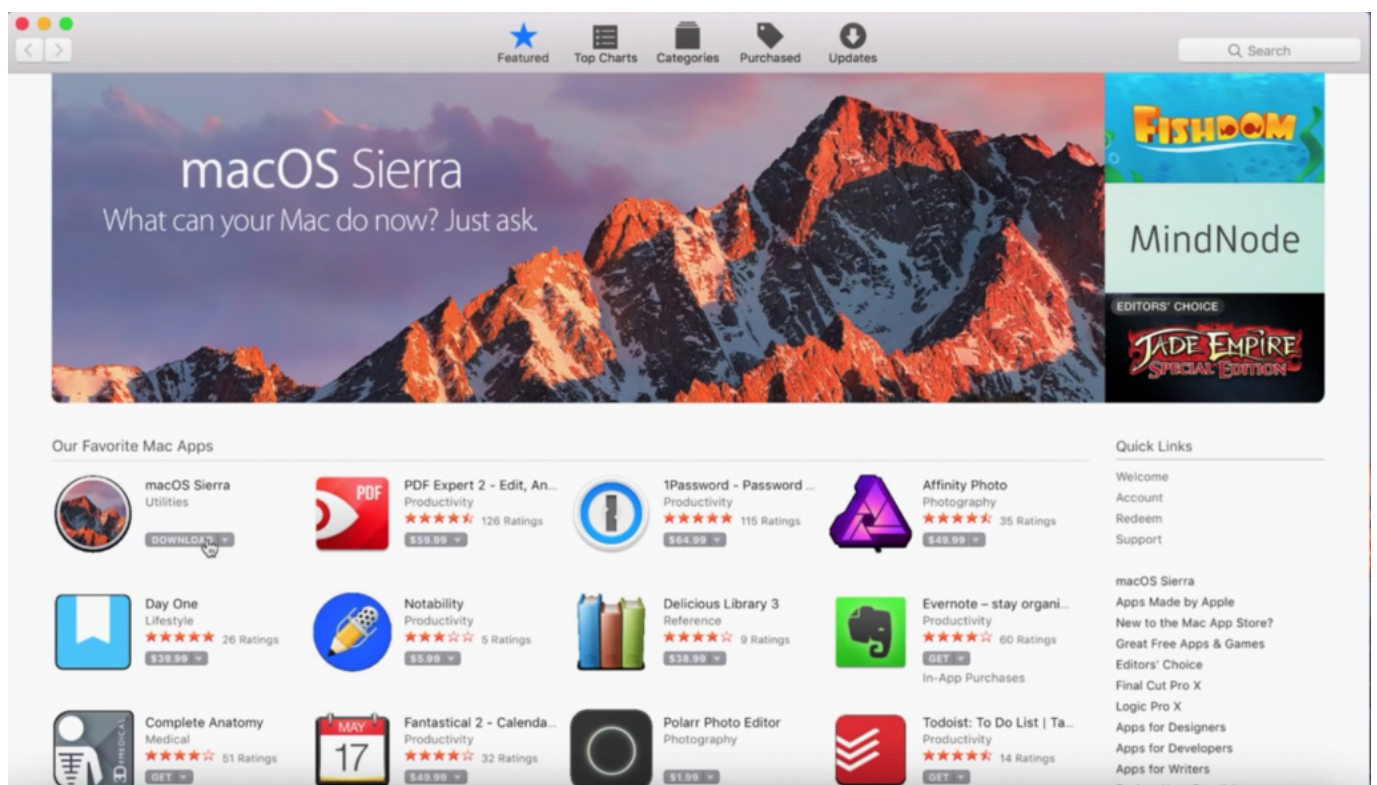 Featured
Top Charts
Categories
Purchased
Updates
Search
macOS Sierra
What can your Mac do now? Just ask.
FISHDOM
MindNode
EDITORS' CHOICE
JADE EMPIRE
SPECIAL EDITION
Our Favorite Mac Apps
macOS Sierra
Utilities
DOWNLOAD
PDF
PDF Expert 2 - Edit, An...
Productivity
126 Ratings
$59.99
1Password - Password ...
Productivity
115 Ratings
$64.99
Affinity Photo
Photography
35 Ratings
$49.99
Day One
Lifestyle
26 Ratings
$39.99
Notability
Productivity
5 Ratings
$5.99
Delicious Library 3
Reference
9 Ratings
$38.99
Evernote – stay organi...
Productivity
60 Ratings
GET
In-App Purchases
3D4MEDICAL
Complete Anatomy
Medical
51 Ratings
GET
MAY
17
Fantastical 2 - Calenda...
Productivity
32 Ratings
$49.99
Polarr Photo Editor
Photography
$1.99
Todoist: To Do List | Ta...
Productivity
14 Ratings
GET
Quick Links
Welcome
Account
Redeem
Support
macOS Sierra
Apps Made by Apple
New to the Mac App Store?
Great Free Apps & Games
Editors' Choice
Final Cut Pro X
Logic Pro X
Apps for Designers
Apps for Developers
Apps for Writers